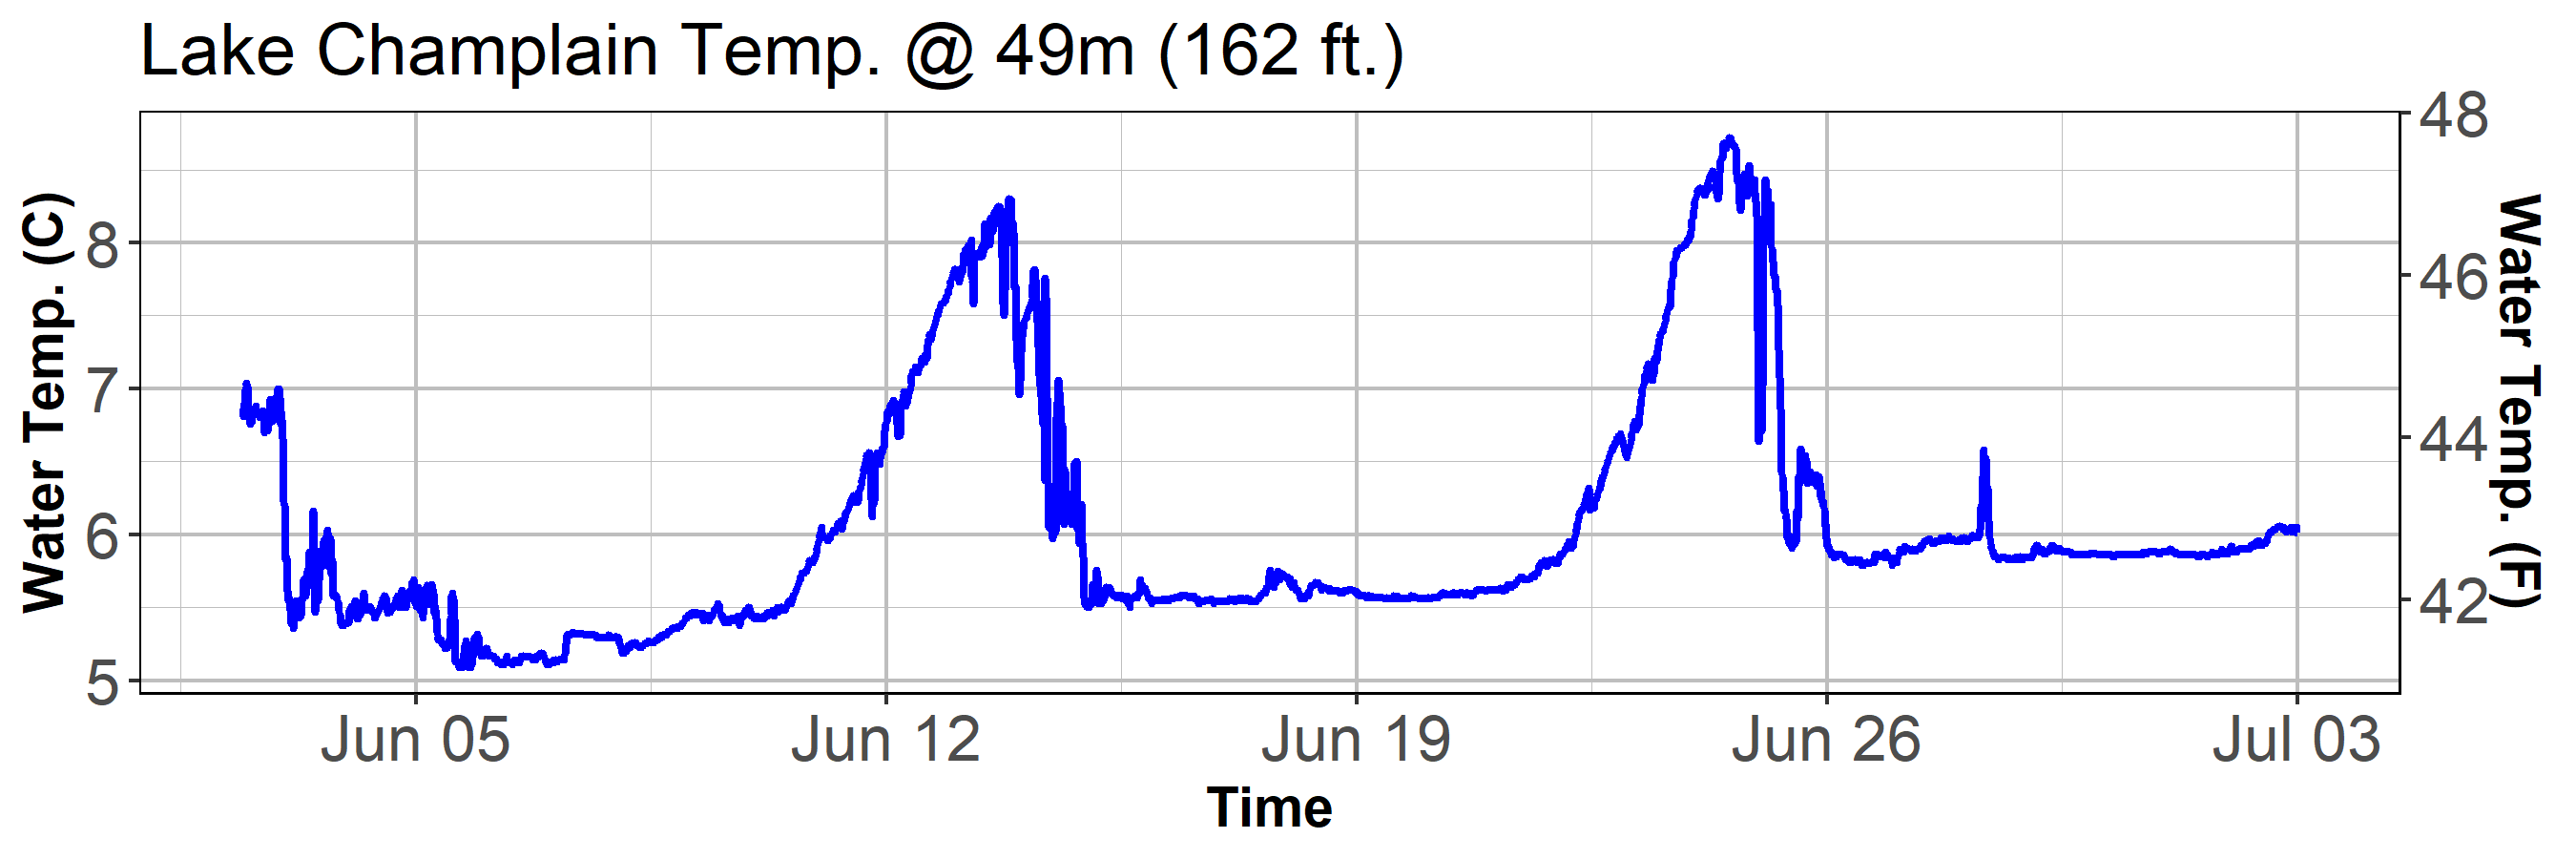 Lake Champlain Temp. @ 49m (162 ft.)
Water Temp. (C)
8
7
6
5
48
46
44
42
Water Temp. (F)
Jun 05 Jun 12 Jun 19 Jun 26 Jul 03
Time